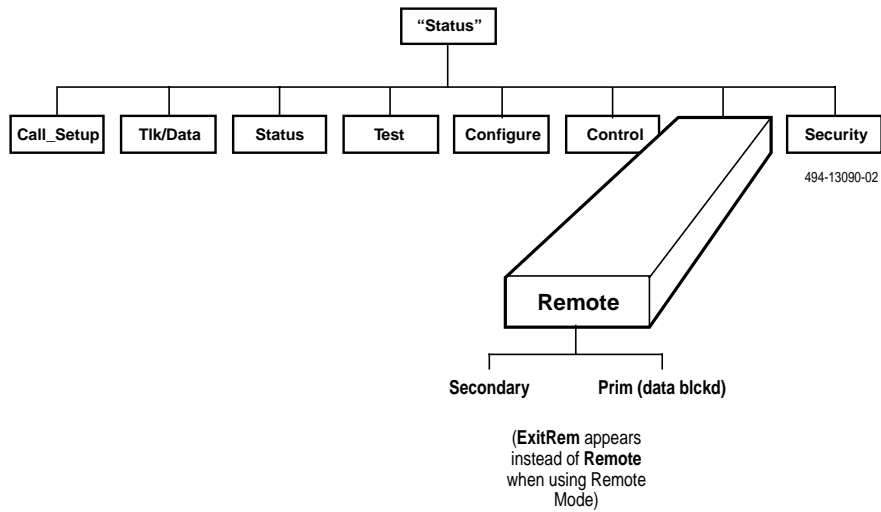 “Status”
Call_Setup
Tlk/Data
Status
Test
Configure
Control
Security
494-13090-02
Remote
Secondary
Prim (data blckd)
(ExitRem appears
instead of Remote
when using Remote
Mode)